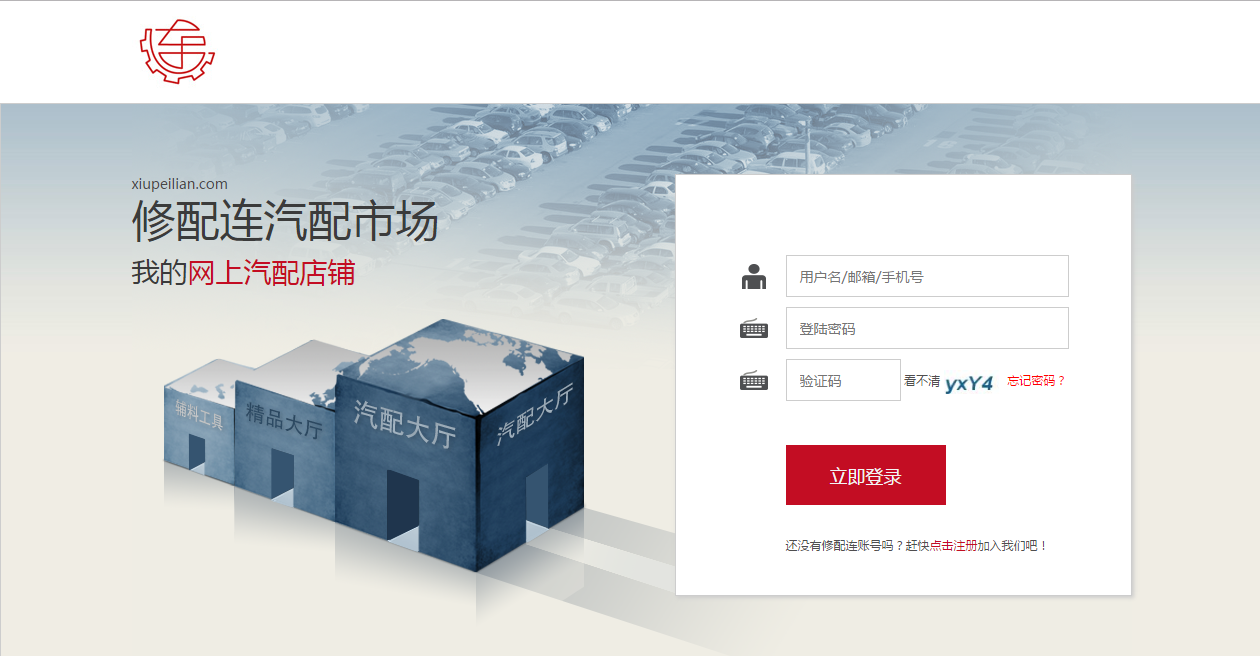 连
xiupeilian.com
修配连汽配市场
我的网上汽配店铺
辅料工具
精品大厅
汽配大厅
汽配大厅
用户名/邮箱/手机号
登陆密码
验证码 看不清 yxY4 忘记密码？
立即登录
还没有修配连账号吗？赶快点击注册加入我们吧！